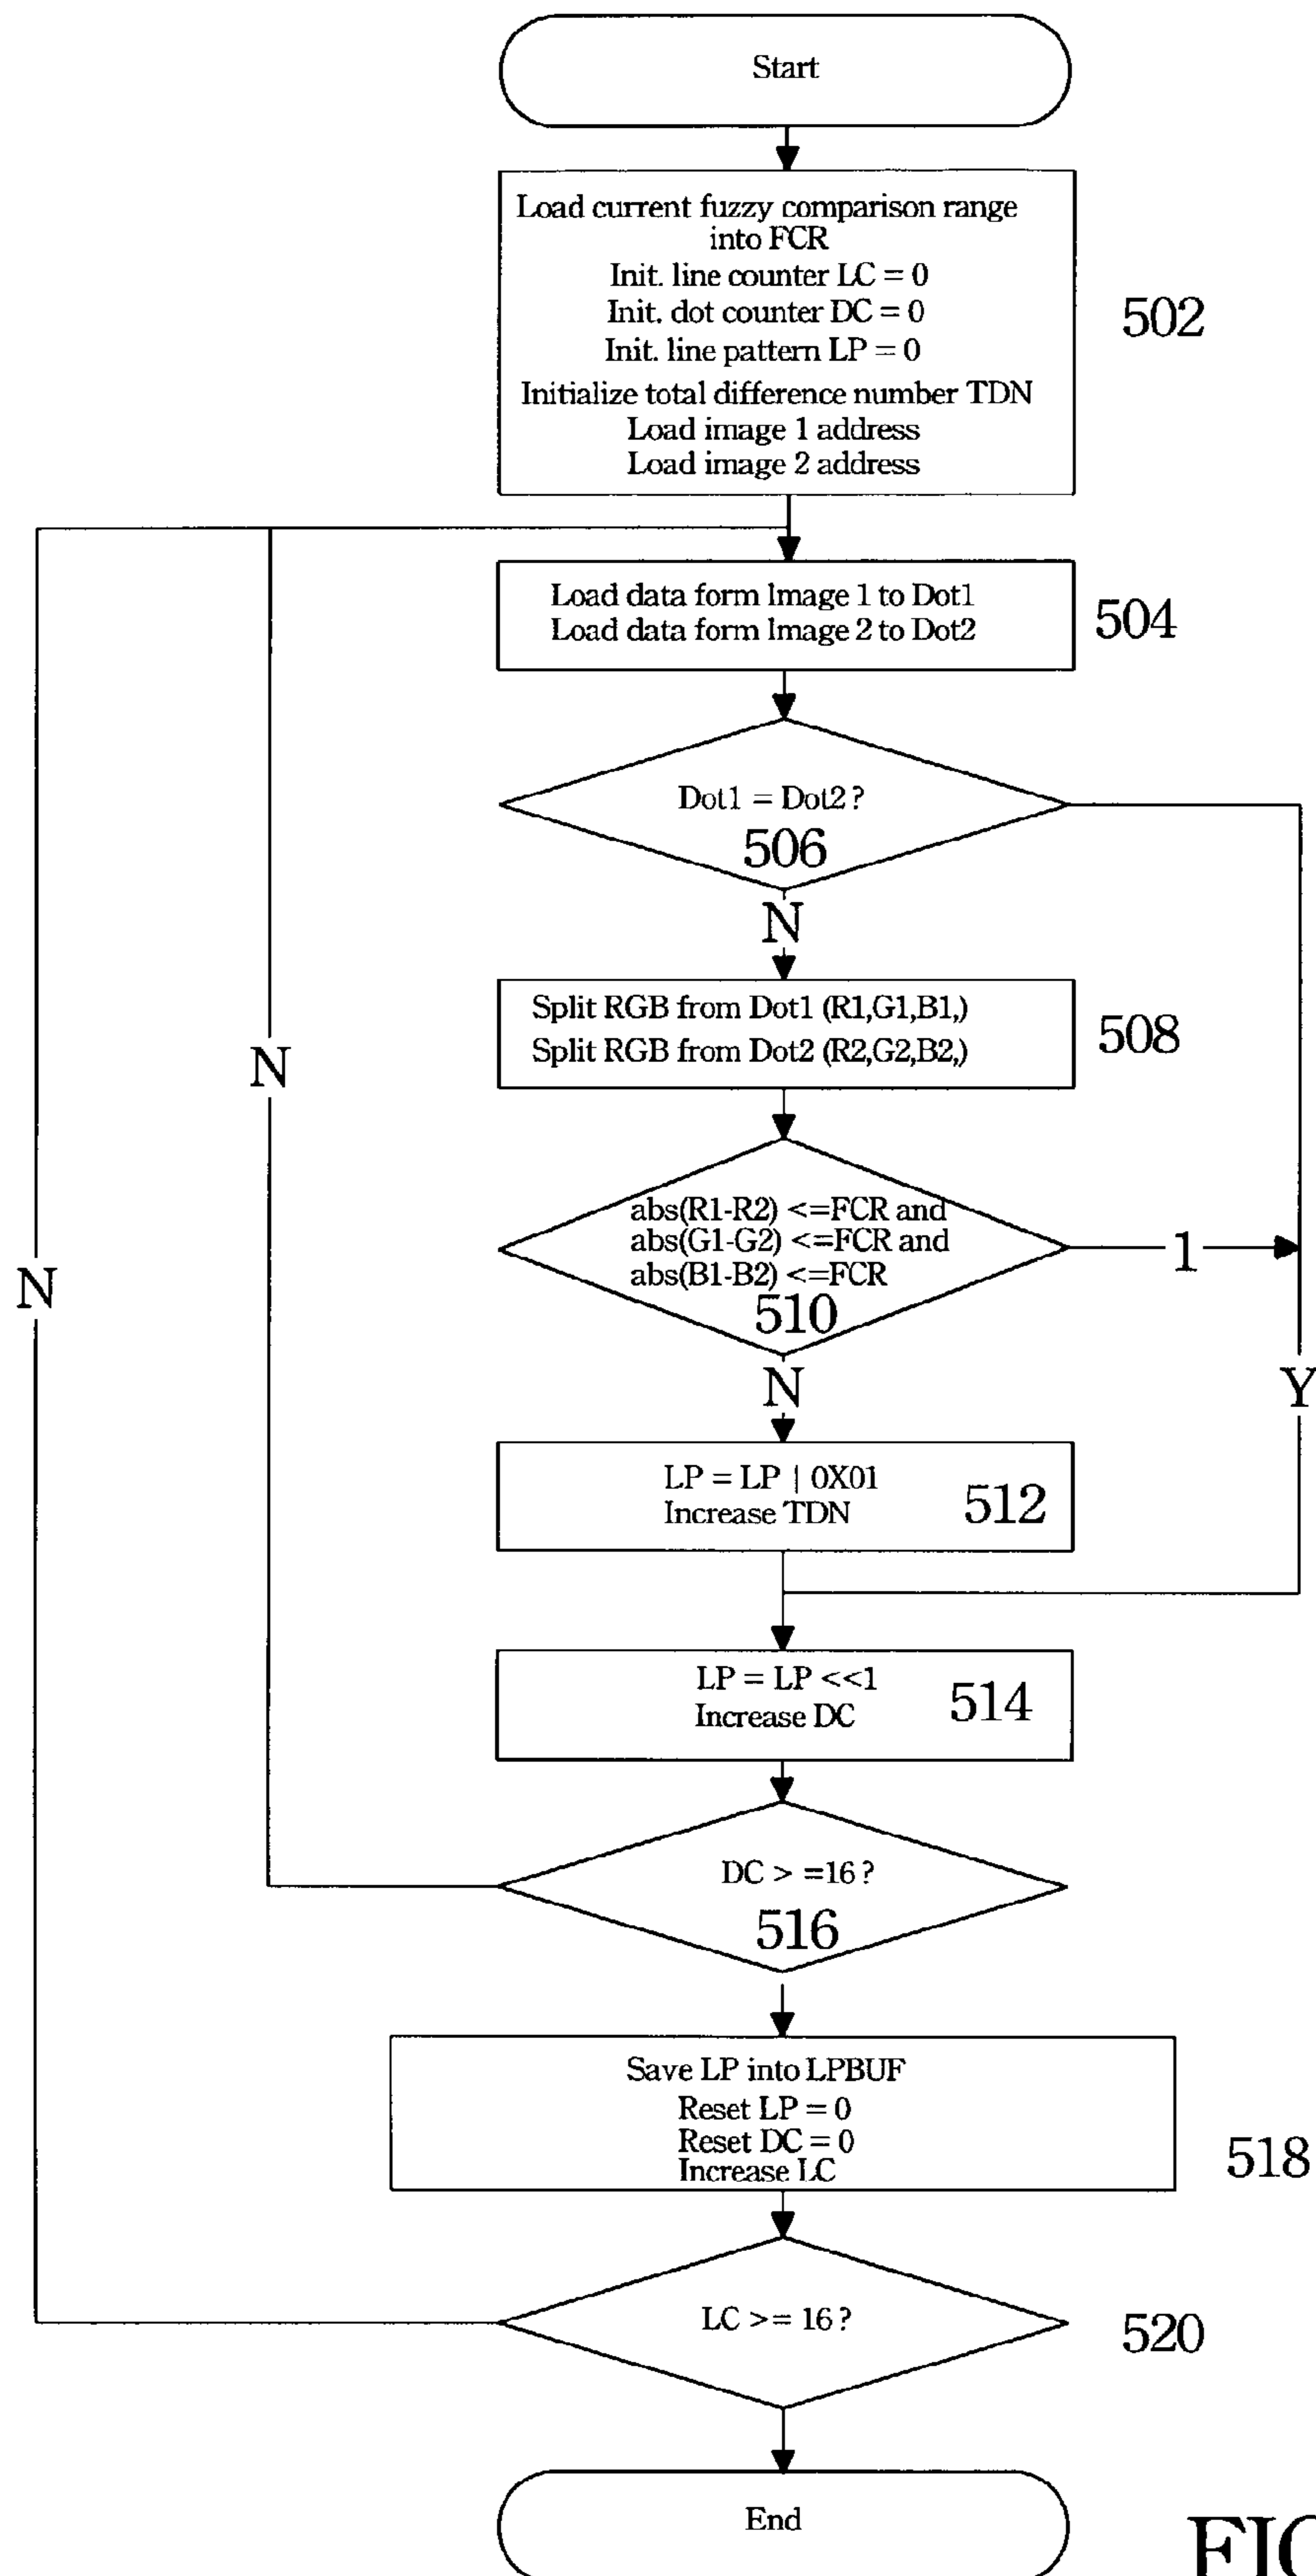 Start
Load current fuzzy comparison range
into FCR
Init. line counter LC = 0
Init. dot counter DC = 0
Init. line pattern LP = 0
Initialize total difference number TDN
Load image 1 address
Load image 2 address
502
Load data form Image 1 to Dot1
Load data form Image 2 to Dot2
504
Dot1 = Dot2 ?
506
N
Split RGB from Dot1 (R1,G1,B1,)
Split RGB from Dot2 (R2,G2,B2,)
508
N
abs(R1-R2) <=FCR and
abs(G1-G2) <=FCR and
abs(B1-B2) <=FCR
510
1
N
N
Y
LP = LP | 0X01
Increase TDN
512
LP = LP <<1
Increase DC
514
DC > =16 ?
516
Save LP into LPBUF
Reset LP = 0
Reset DC = 0
Increase LC
518
LC >= 16 ?
520
End